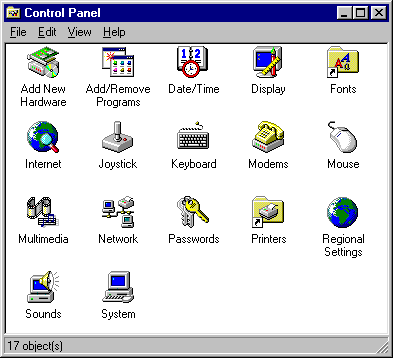 Control Panel
File Edit View Help
Add New
Hardware
Add/Remove
Programs
Date/Time
Display
Fonts
Internet
Joystick
Keyboard
Modems
Mouse
Multimedia
Network
Passwords
Printers
Regional
Settings
Sounds
System
17 object(s)